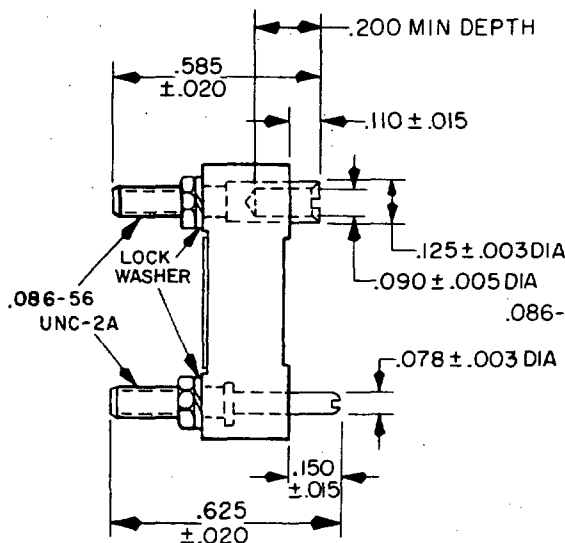 .200 MIN DEPTH
.585
±.020
.110 ± .015
.125 ± .003 DIA
LOCK
WASHER
.090 ± .005 DIA
.086-56
UNC-2A
.086-
.078 ± .003 DIA
.150
±.015
.625
±.020